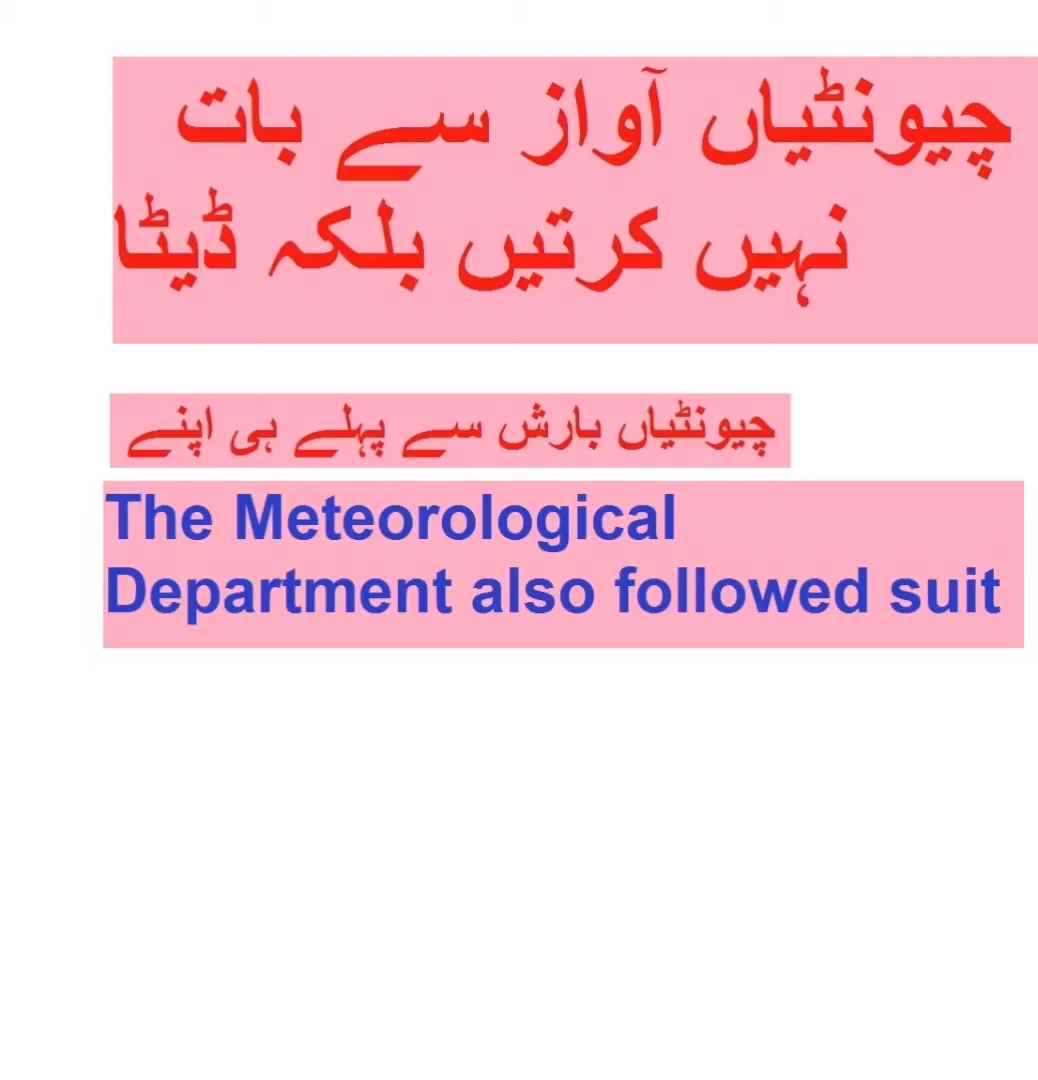 چیونٹیاں آواز سے بات
نہیں کرتیں بلکہ ڈیٹا
چیونٹیاں بارش سے پہلے ہی اپنے
The Meteorological
Department also followed suit